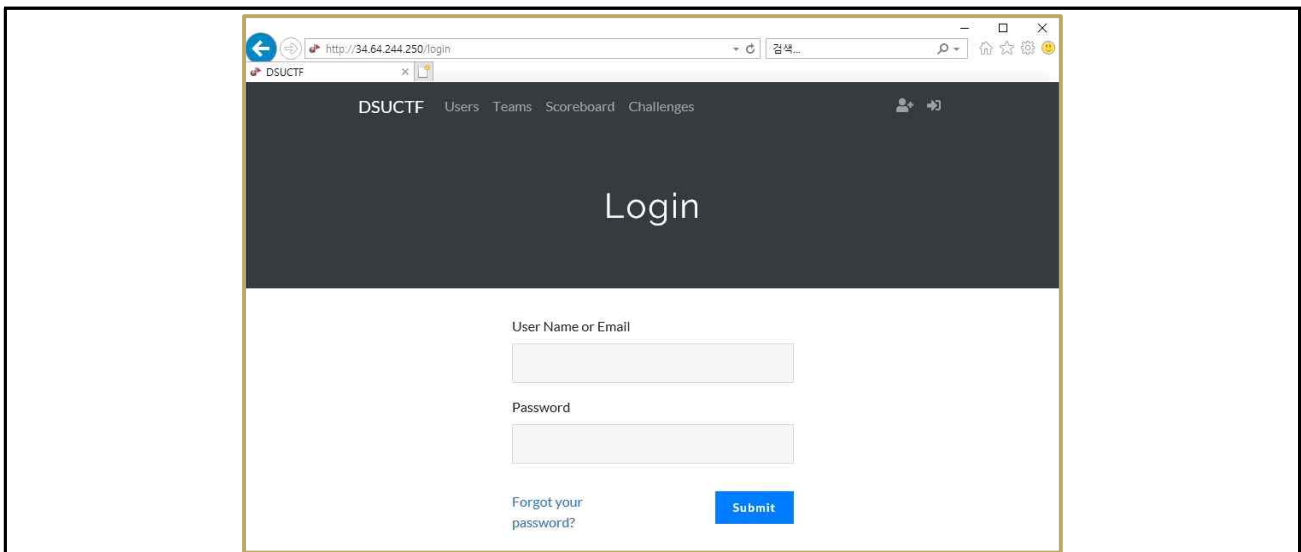 http://34.64.244.250/login
검색...
DSUCTF
DSUCTF Users Teams Scoreboard Challenges
Login
User Name or Email
Password
Forgot your
password?
Submit